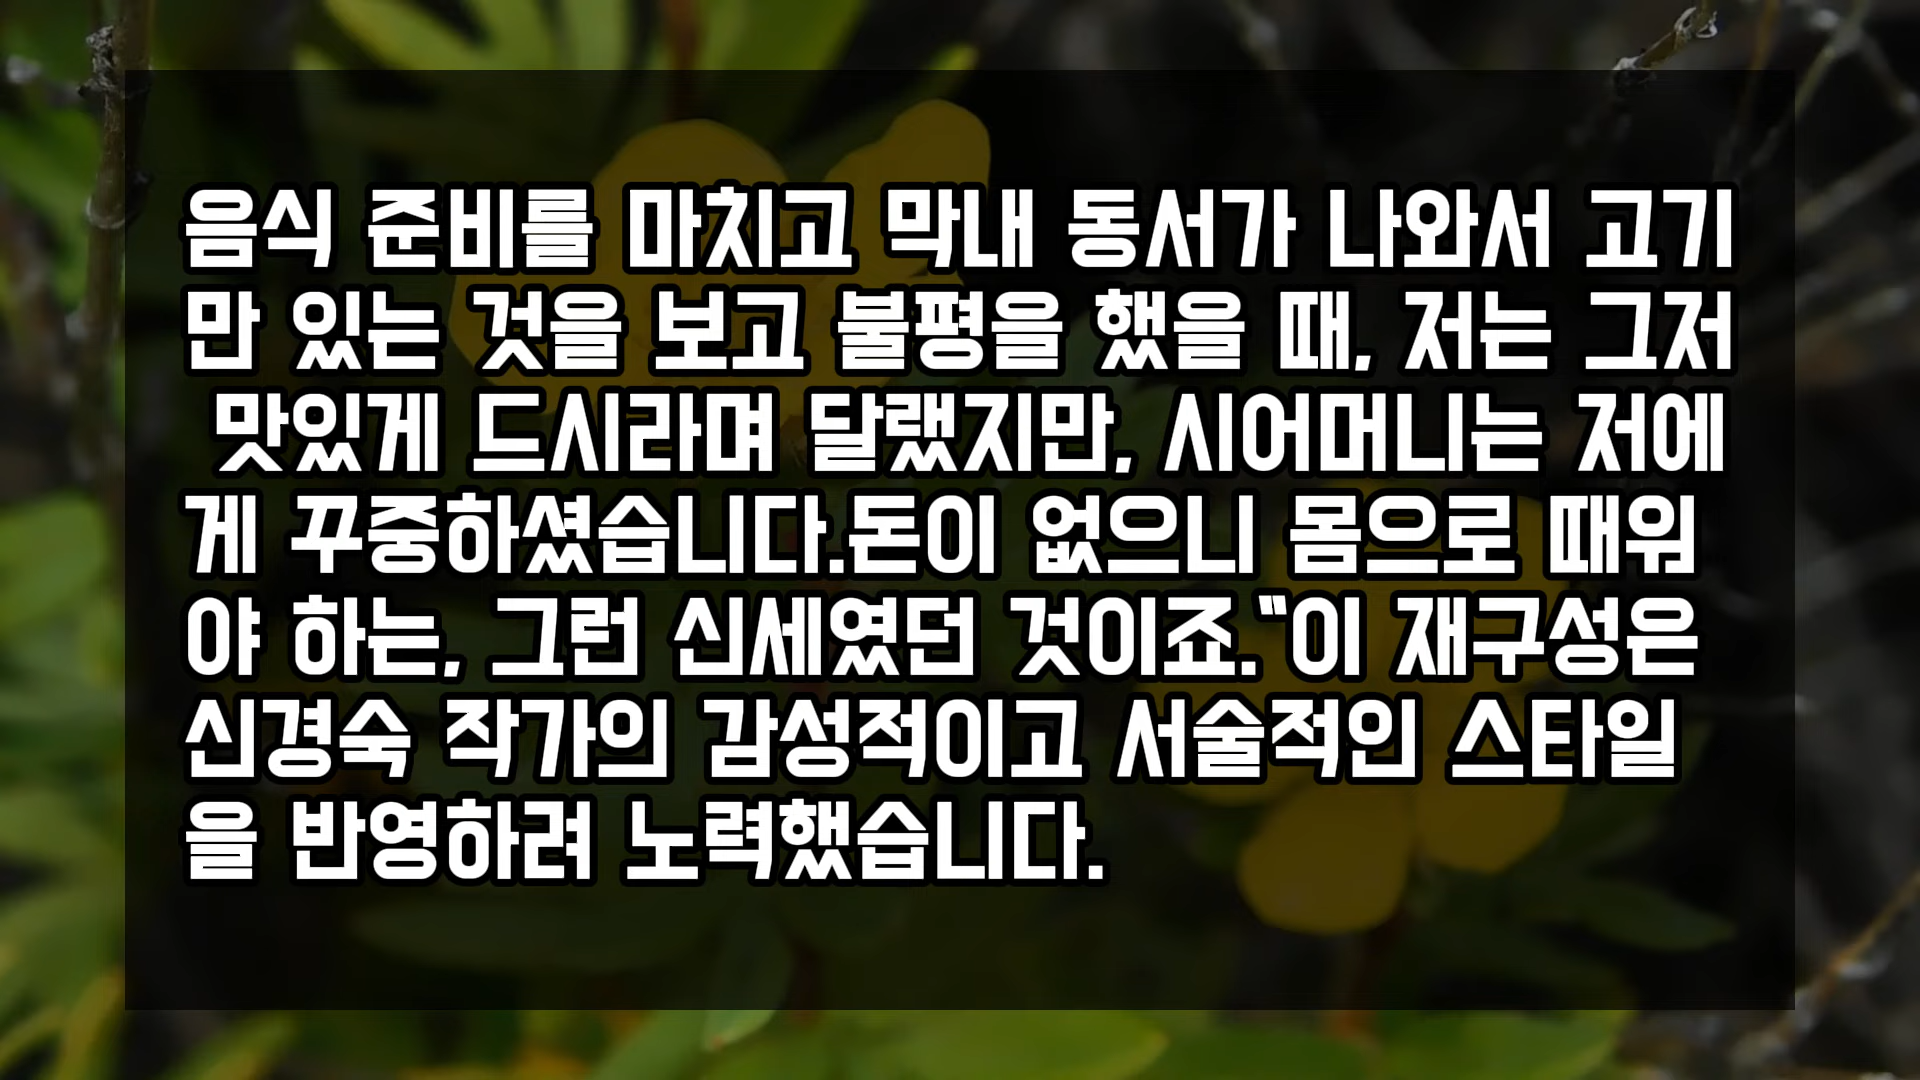 음식 준비를 마치고 막내 동서가 나와서 고기
만 있는 것을 보고 불평을 했을 때, 저는 그저
맛있게 드시라며 달랬지만, 시어머니는 저에
게 꾸중하셨습니다.돈이 없으니 몸으로 때워
야 하는, 그런 신세였던 것이죠."이 재구성은
신경숙 작가의 감성적이고 서술적인 스타일
을 반영하려 노력했습니다.